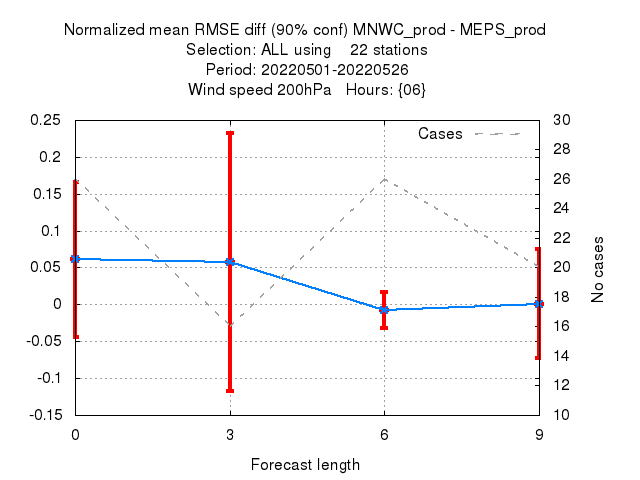 Normalized mean RMSE diff (90% conf) MNWC_prod - MEPS_prod
Selection: ALL using    22 stations
Period: 20220501-20220526
Wind speed 200hPa   Hours: {06}
Cases
0.25
0.2
0.15
0.1
0.05
0
-0.05
-0.1
-0.15
30
28
26
24
22
20
18
16
14
12
10
No cases
0 3 6 9
Forecast length